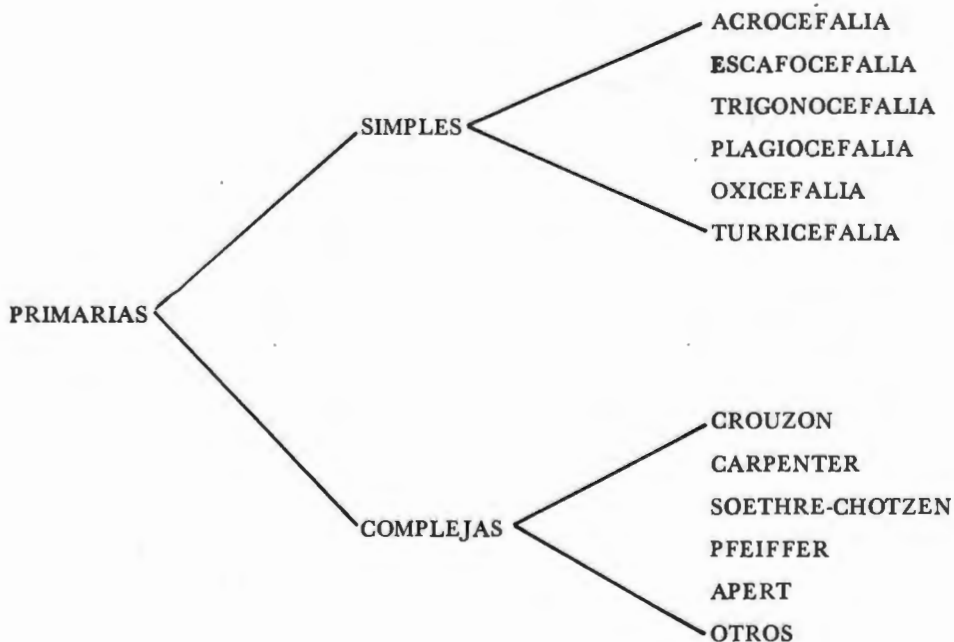 ACROCEFALIA
ESCAFOCEFALIA
TRIGONOCEFALIA
SIMPLES
PLAGIOCEFALIA
OXICEFALIA
TURRICEFALIA
PRIMARIAS
CROUZON
CARPENTER
SOETHRE-CHOTZEN
COMPLEJAS
PFEIFFER
APERT
OTROS